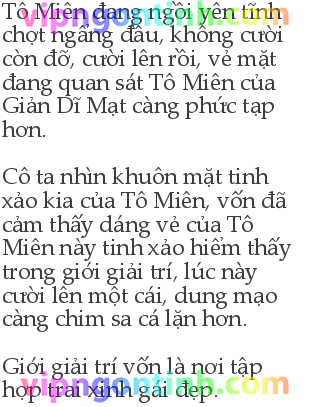 Tô Miên đang ngồi yên tĩnh
chợt ngẩng đầu, không cười
còn đỡ, cười lên rồi, vẻ mặt
đang quan sát Tô Miên của
Giản Dĩ Mạt càng phức tạp
hơn.
Cô ta nhìn khuôn mặt tinh
xảo kia của Tô Miên, vốn đã
cảm thấy dáng vẻ của Tô
Miên này tinh xảo hiểm thấy
trong giới giải trí, lúc này
cười lên một cái, dung mạo
càng chim sa cá lặn hơn.
Giới giải trí vốn là nơi tập
hợp trai xinh gái đẹp.
vipngontinh.com
vipngontinh.com